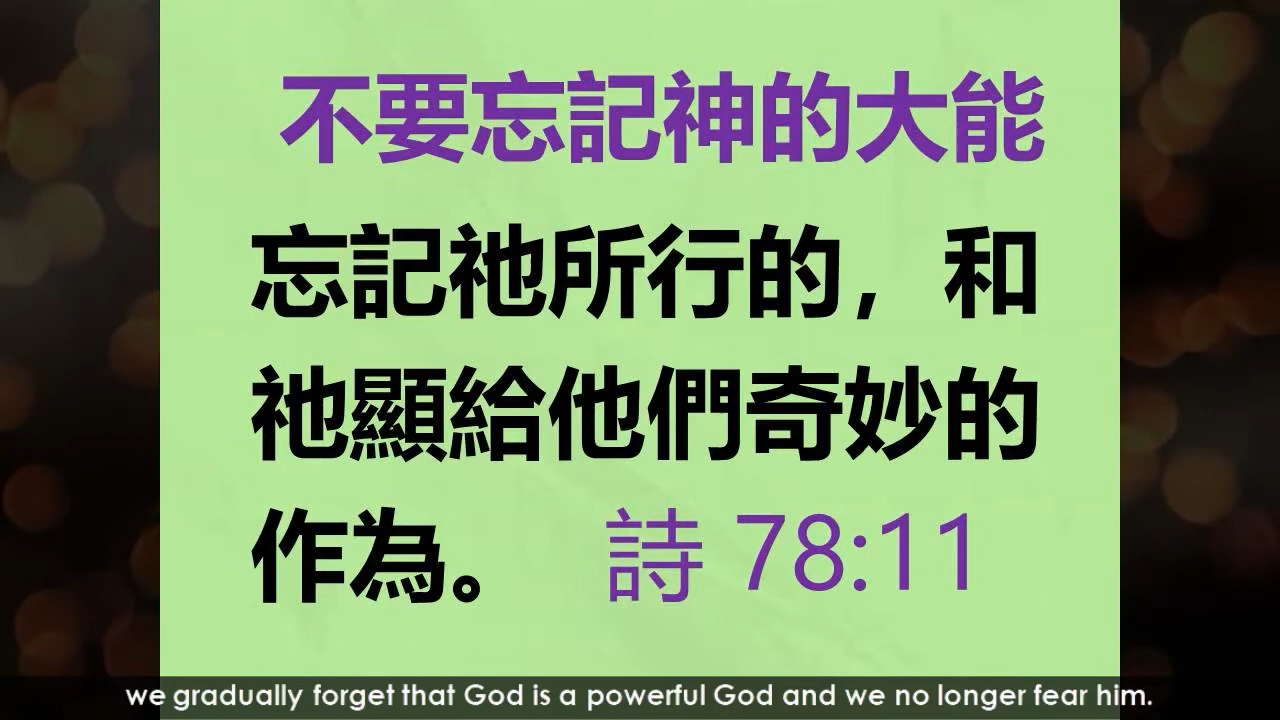 不要忘記神的大能
忘記祂所行的，和
祂顯給他們奇妙的
作為。 詩 78:11
we gradually forget that God is a powerful God and we no longer fear him.